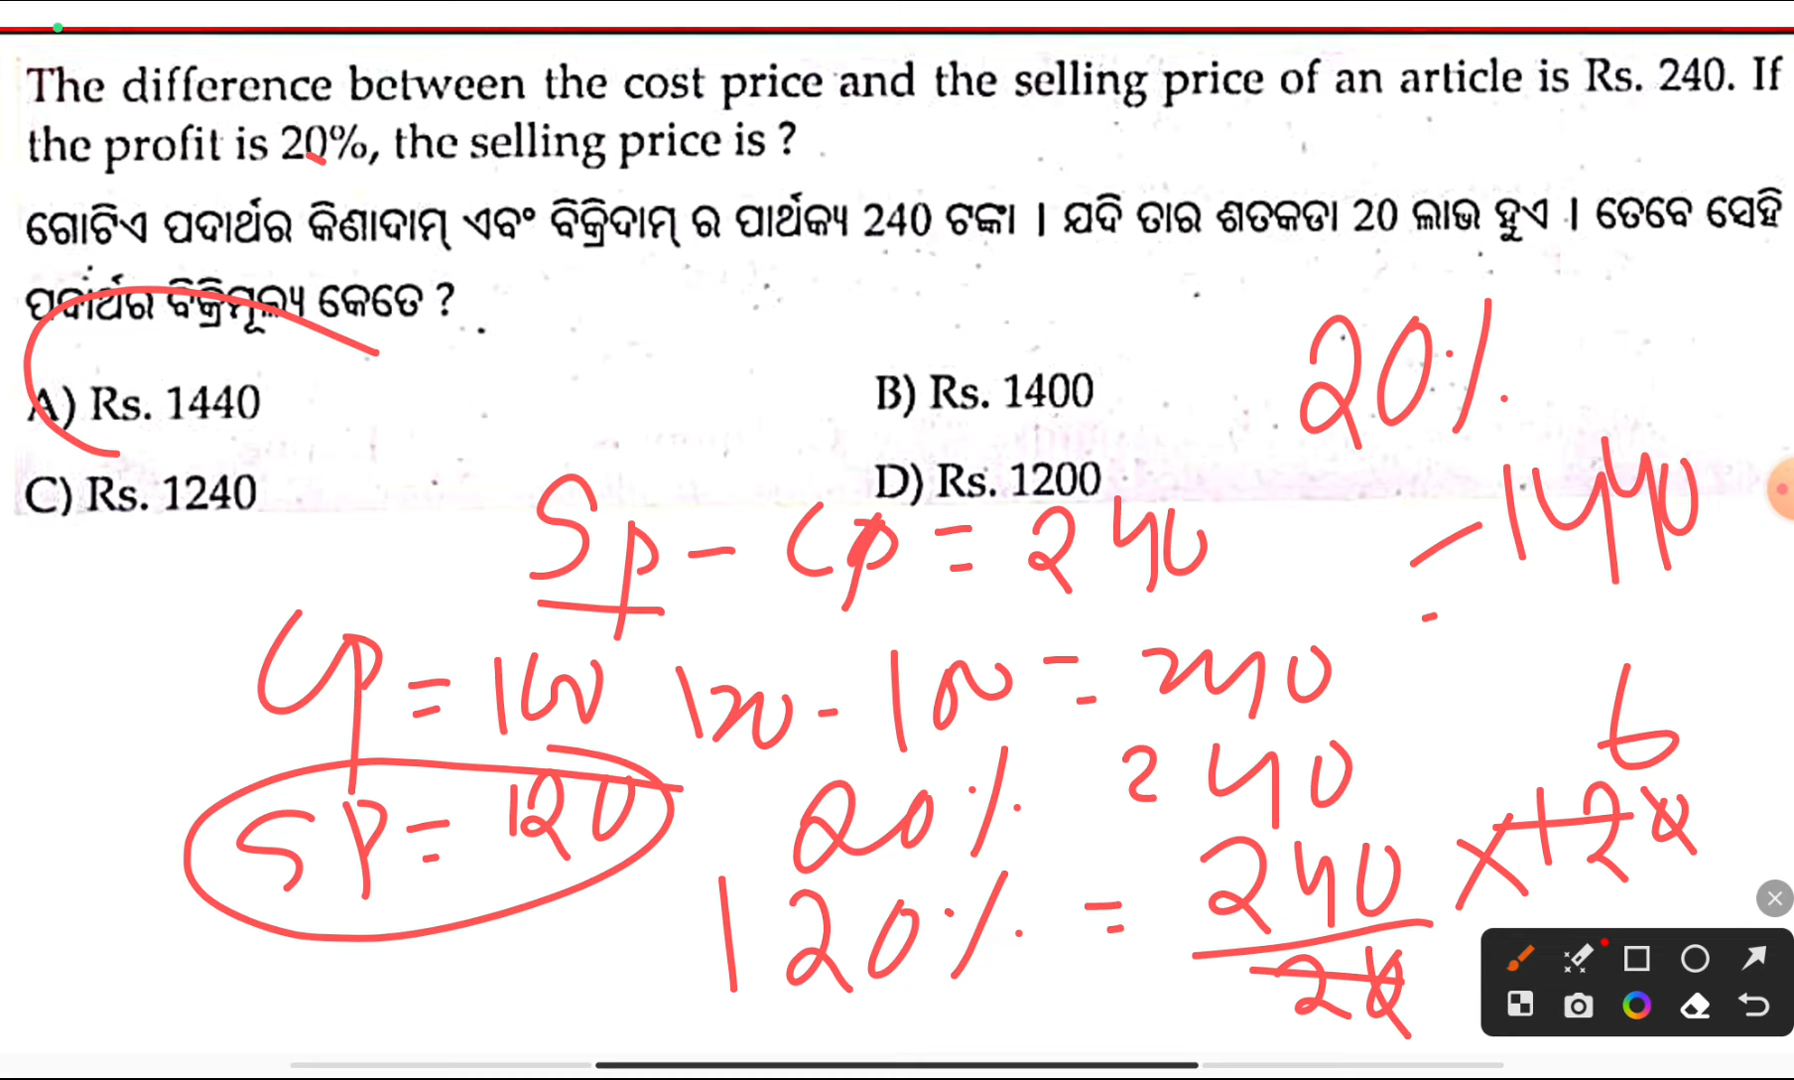 The difference between the cost price and the selling price of an article is Rs. 240. If
the profit is 20%, the selling price is ?
ଗୋଟିଏ ପଦାର୍ଥର କିଣାଦାମ୍ ଏବଂ ବିକ୍ରିଦାମ୍ ର ପାର୍ଥକ୍ୟ 240 ଟଙ୍କା । ଯଦି ତାର ଶତକଡା 20 ଲାଭ ହୁଏ । ତେବେ ସେହି
ପଦାର୍ଥର ବିକ୍ରିମୂଲ୍ୟ କେତେ ?
A) Rs. 1440
B) Rs. 1400
C) Rs. 1240
D) Rs. 1200
20%
Sp - Cp = 240
= 1440
Cp = 100
120 - 100 = 240
SP = 120
20% 240
6
120% = 240 × 120
20